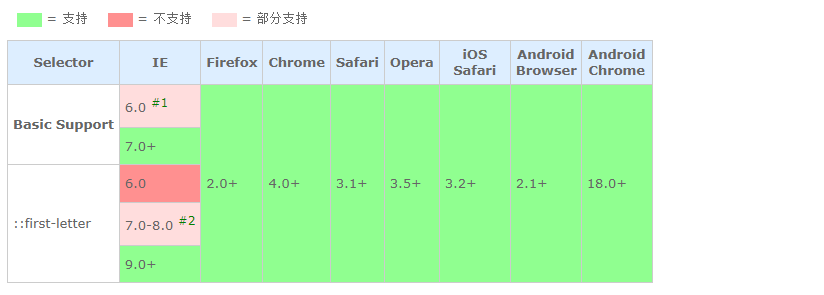 = 支持 = 不支持 = 部分支持
Selector IE Firefox Chrome Safari Opera iOS Safari Android Browser Android Chrome
Basic Support 6.0 #1
7.0+
::first-letter 6.0 2.0+ 4.0+ 3.1+ 3.5+ 3.2+ 2.1+ 18.0+
7.0-8.0 #2
9.0+